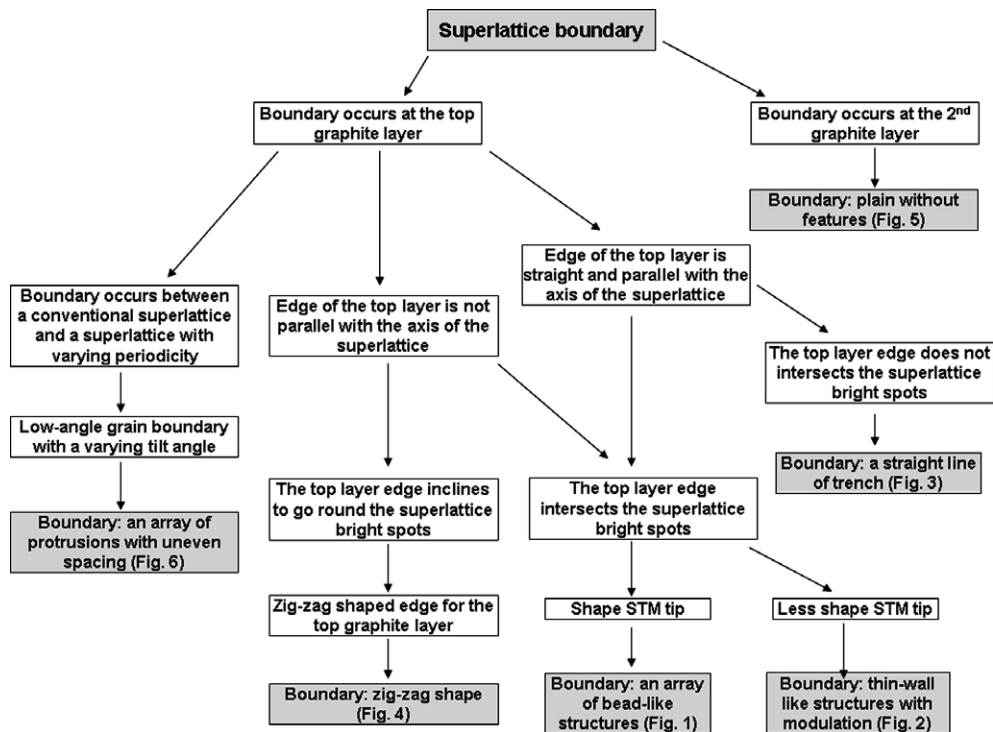 Superlattice boundary
Boundary occurs at the top
graphite layer
Boundary occurs at the 2nd
graphite layer
Boundary: plain without
features (Fig. 5)
Edge of the top layer is
straight and parallel with the
axis of the superlattice
Boundary occurs between
a conventional superlattice
and a superlattice with
varying periodicity
Edge of the top layer is not
parallel with the axis of the
superlattice
The top layer edge does not
intersects the superlattice
bright spots
Low-angle grain boundary
with a varying tilt angle
Boundary: a straight line
of trench (Fig. 3)
The top layer edge inclines
to go round the superlattice
bright spots
The top layer edge
intersects the superlattice
bright spots
Boundary: an array of
protrusions with uneven
spacing (Fig. 6)
Zig-zag shaped edge for the
top graphite layer
Shape STM tip
Less shape STM tip
Boundary: zig-zag shape
(Fig. 4)
Boundary: an array
of bead-like
structures (Fig. 1)
Boundary: thin-wall
like structures with
modulation (Fig. 2)